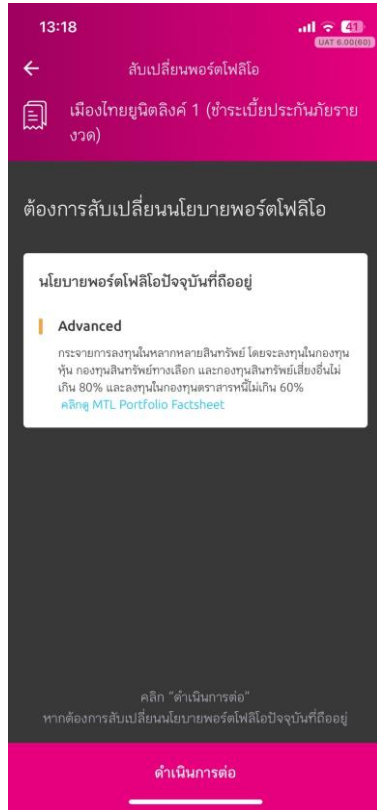 13:18
41
UAT 6.00(60)
สับเปลี่ยนพอร์ตโฟลิโอ
เมืองไทยยูนิตลิงค์ 1 (ชำระเบี้ยประกันภัยราย
งวด)
ต้องการสับเปลี่ยนนโยบายพอร์ตโฟลิโอ
นโยบายพอร์ตโฟลิโอปัจจุบันที่ถืออยู่
Advanced
กระจายการลงทุนในหลากหลายสินทรัพย์ โดยจะลงทุนในกองทุน
หุ้น กองทุนสินทรัพย์ทางเลือก และกองทุนสินทรัพย์เสี่ยงอื่นไม่
เกิน 80% และลงทุนในกองทุนตราสารหนี้ไม่เกิน 60%
คลิกดู MTL Portfolio Factsheet
คลิก "ดำเนินการต่อ"
หากต้องการสับเปลี่ยนนโยบายพอร์ตโฟลิโอปัจจุบันที่ถืออยู่
ดำเนินการต่อ